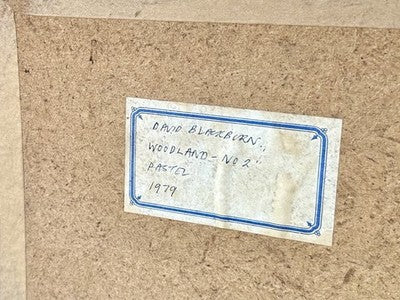 DAVID BLACKBURN.
WOODLAND - NO 2"
PASTEL
1979